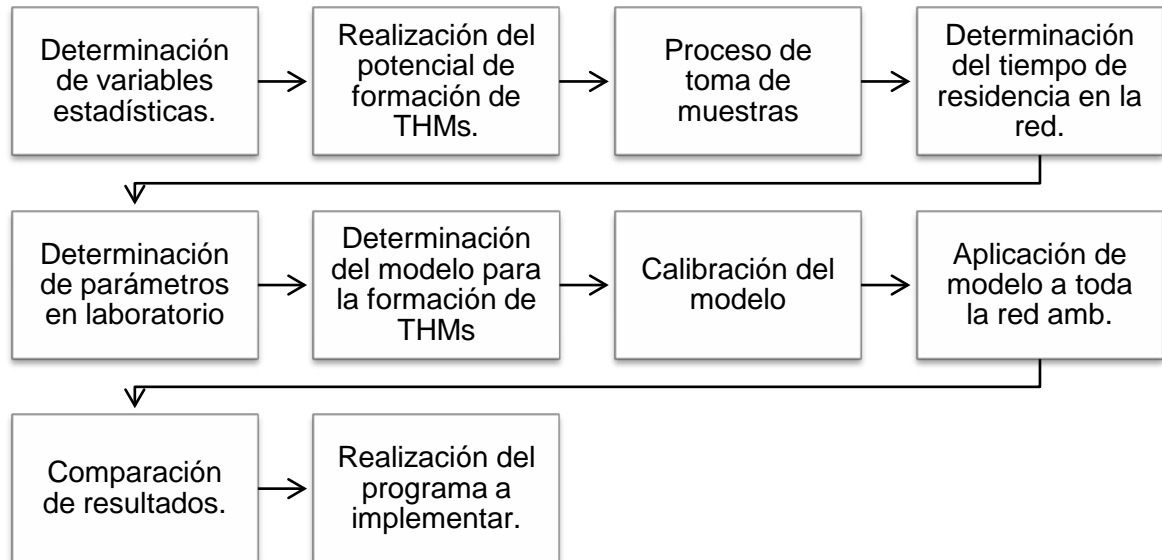 Determinación
de variables
estadísticas.
Realización del
potencial de
formación de
THMs.
Proceso de
toma de
muestras
Determinación
del tiempo de
residencia en la
red.
Determinación
de parámetros
en laboratorio
Determinación
del modelo para
la formación de
THMs
Calibración del
modelo
Aplicación de
modelo a toda
la red amb.
Comparación
de resultados.
Realización del
programa a
implementar.